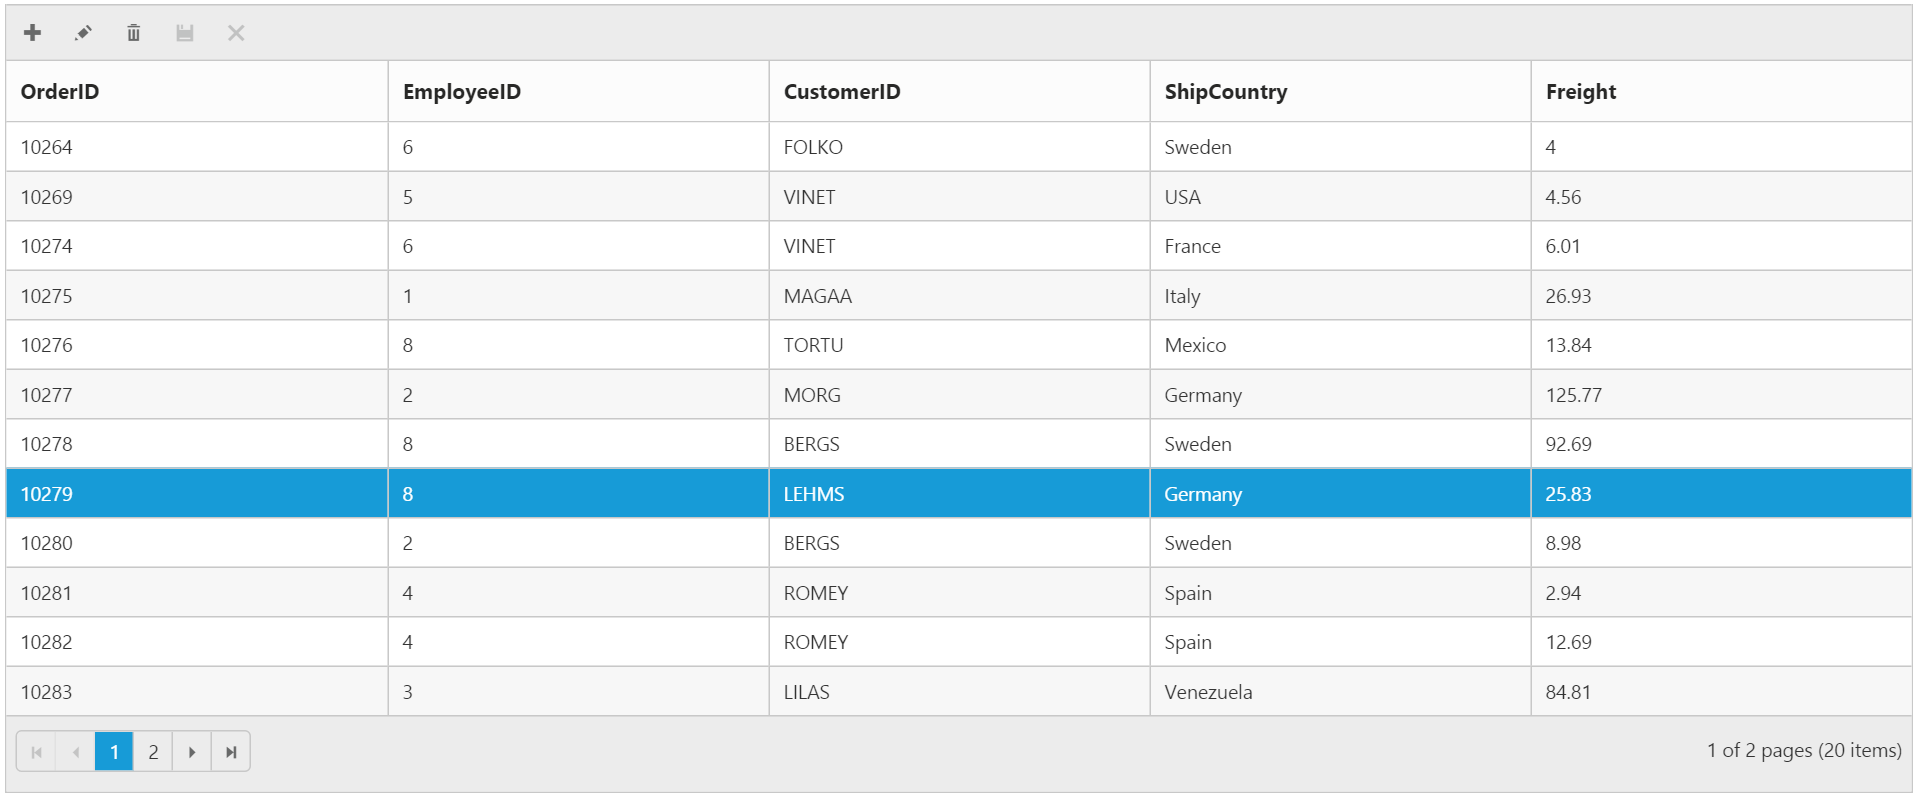 OrderID EmployeeID CustomerID ShipCountry Freight
10264 6 FOLKO Sweden 4
10269 5 VINET USA 4.56
10274 6 VINET France 6.01
10275 1 MAGAA Italy 26.93
10276 8 TORTU Mexico 13.84
10277 2 MORG Germany 125.77
10278 8 BERGS Sweden 92.69
10279 8 LEHMS Germany 25.83
10280 2 BERGS Sweden 8.98
10281 4 ROMEY Spain 2.94
10282 4 ROMEY Spain 12.69
10283 3 LILAS Venezuela 84.81
1 2 1 of 2 pages (20 items)